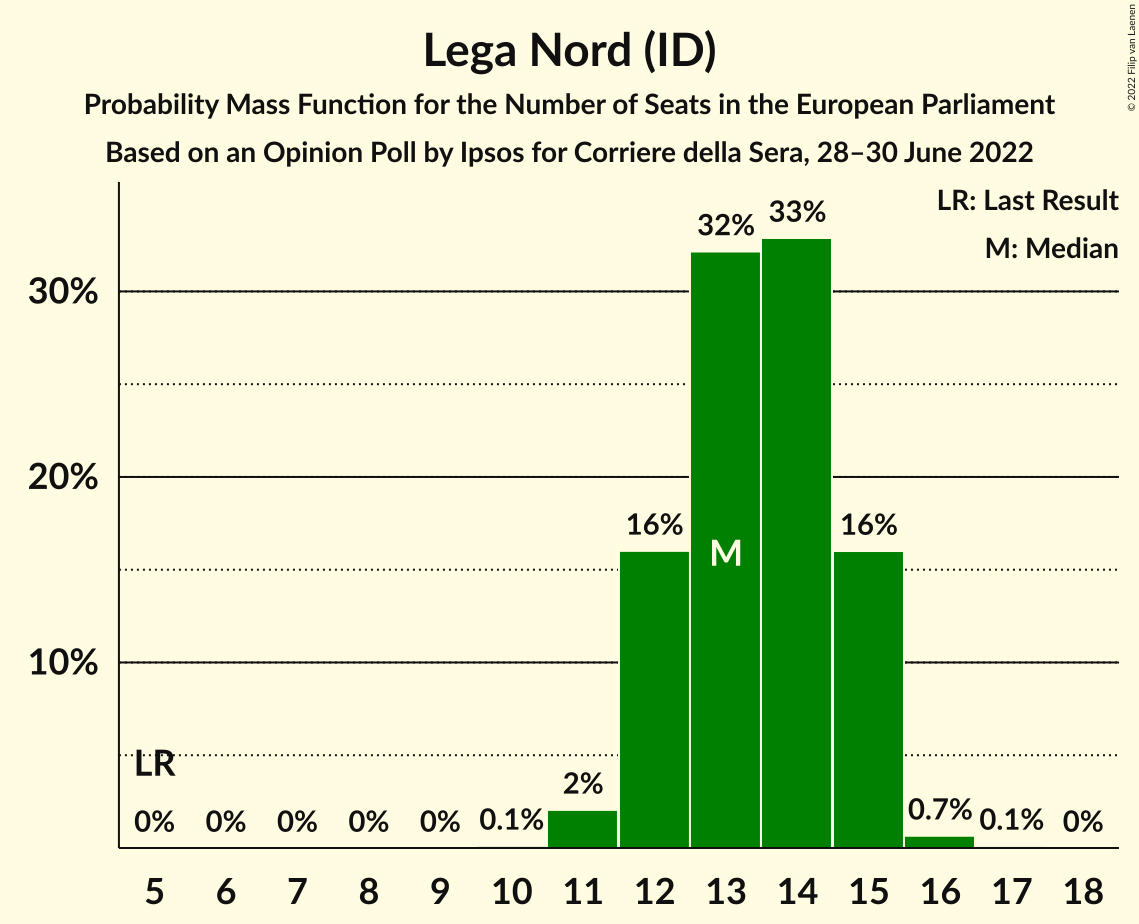 © 2022 Filip van Laenen
Lega Nord (ID)
Probability Mass Function for the Number of Seats in the European Parliament
Based on an Opinion Poll by Ipsos for Corriere della Sera, 28–30 June 2022
LR: Last Result
M: Median
30%
20%
10%
LR
M
0% 0% 0% 0% 0% 0.1% 2% 16% 32% 33% 16% 0.7% 0.1% 0%
5 6 7 8 9 10 11 12 13 14 15 16 17 18